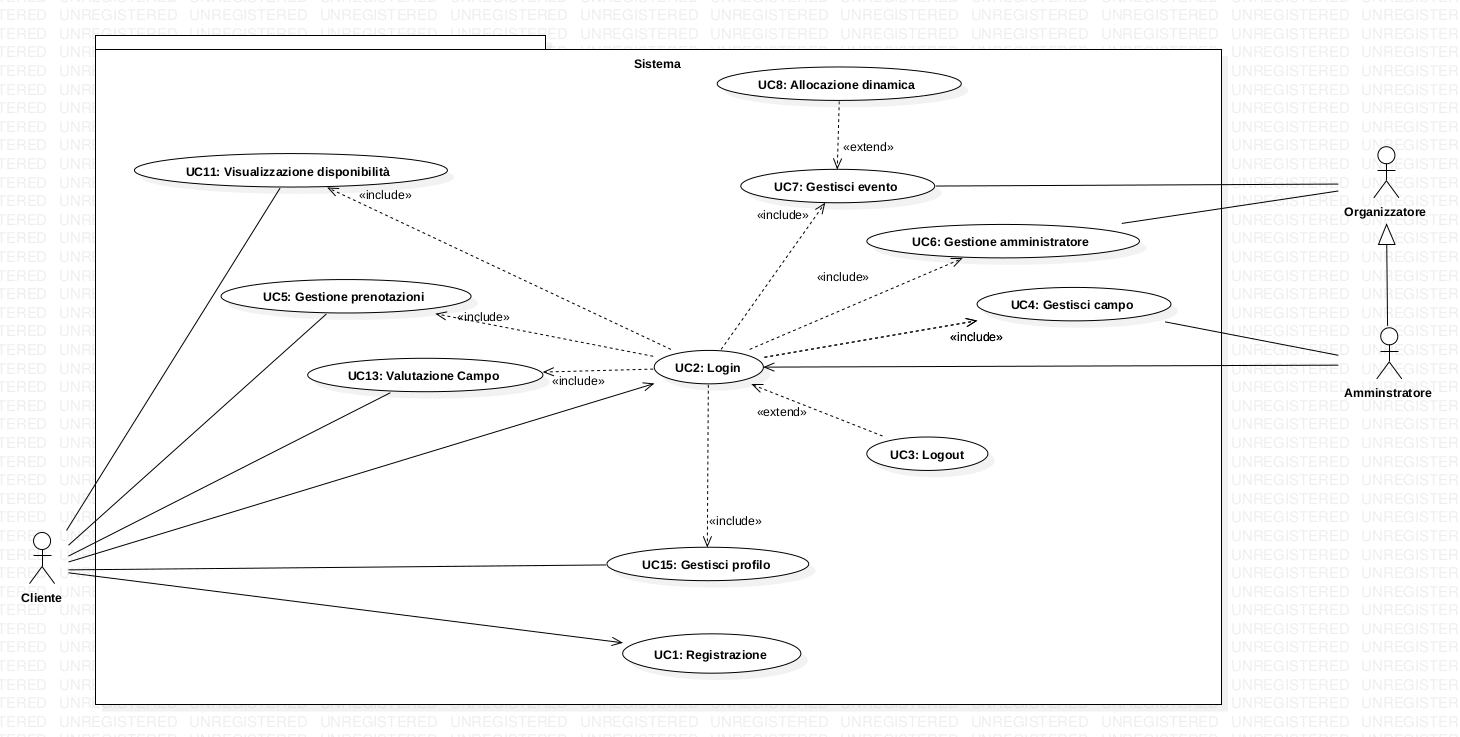 Sistema
UC8: Allocazione dinamica
«extend»
UC11: Visualizzazione disponibilità
«include»
UC7: Gestisci evento
«include»
Organizzatore
UC6: Gestione amministratore
«include»
UC5: Gestione prenotazioni
«include»
UC4: Gestisci campo
«include»
UC13: Valutazione Campo
«include»
UC2: Login
Amminstratore
«extend»
UC3: Logout
«include»
UC15: Gestisci profilo
Cliente
UC1: Registrazione
UNREGISTERED